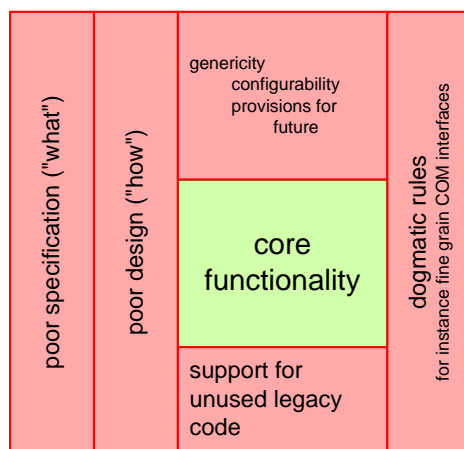 poor specification ("what")
poor design ("how")
genericity
configurability
provisions for
future
core
functionality
support for
unused legacy
code
dogmatic rules
for instance fine grain COM interfaces